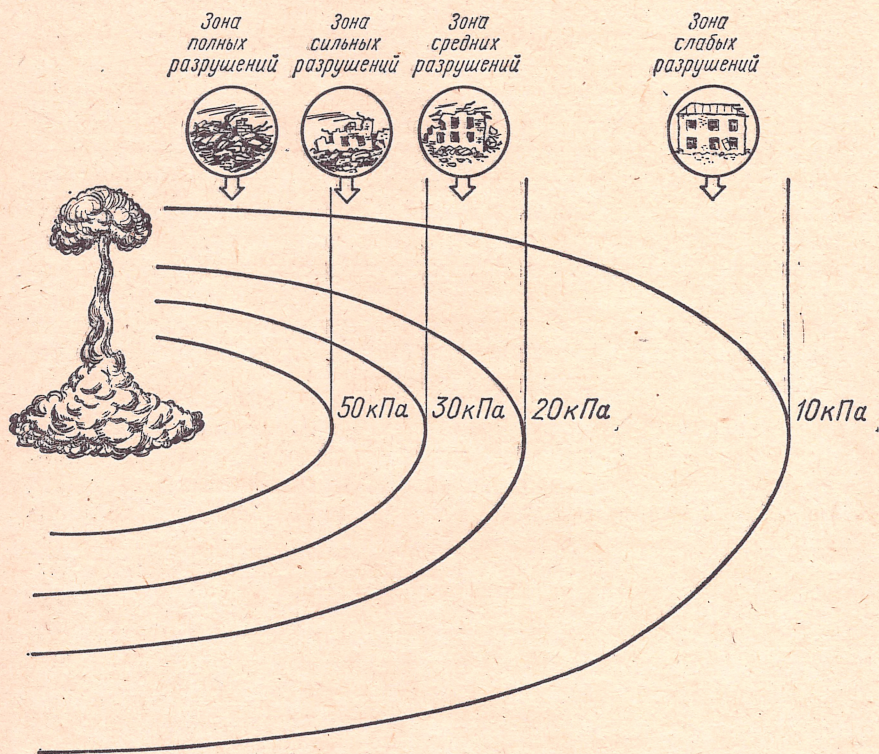 Зона
полных
разрушений
Зона
сильных
разрушений
Зона
средних
разрушений
Зона
слабых
разрушений
50кПа
30кПа
20кПа
10кПа